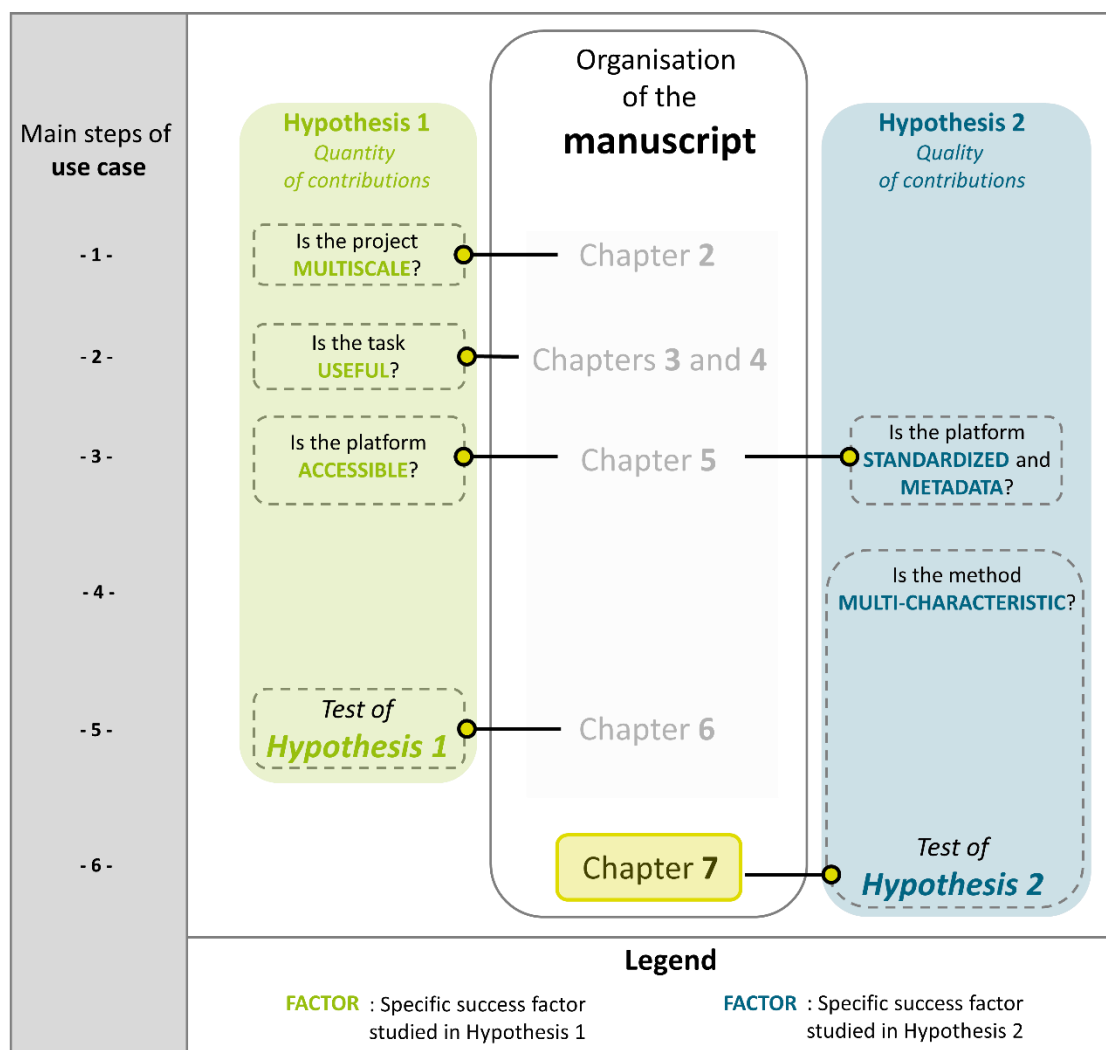 Organisation
of the
manuscript
Main steps of
use case
Hypothesis 1
Quantity
of contributions
Hypothesis 2
Quality
of contributions
- 1 -
Is the project
MULTISCALE?
Chapter 2
- 2 -
Is the task
USEFUL?
Chapters 3 and 4
- 3 -
Is the platform
ACCESSIBLE?
Chapter 5
Is the platform
STANDARDIZED and
METADATA?
- 4 -
Is the method
MULTI-CHARACTERISTIC?
- 5 -
Test of
Hypothesis 1
Chapter 6
- 6 -
Chapter 7
Test of
Hypothesis 2
Legend
FACTOR : Specific success factor
studied in Hypothesis 1
FACTOR : Specific success factor
studied in Hypothesis 2